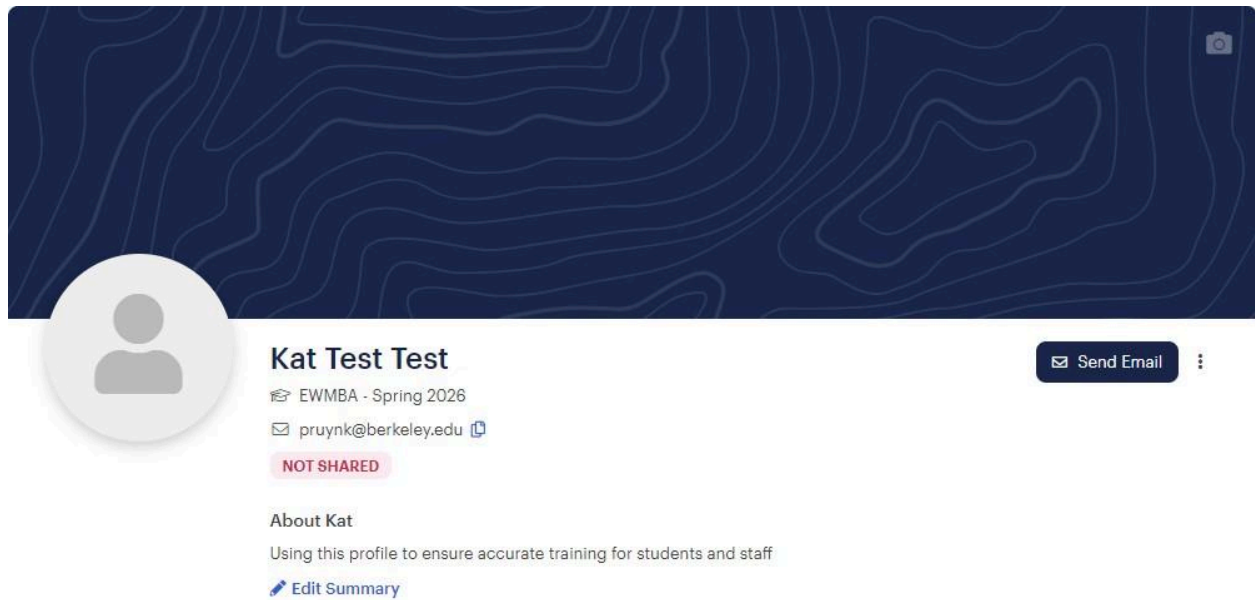 Kat Test Test
Send Email
EWMBA - Spring 2026
pruynk@berkeley.edu
NOT SHARED
About Kat
Using this profile to ensure accurate training for students and staff
Edit Summary